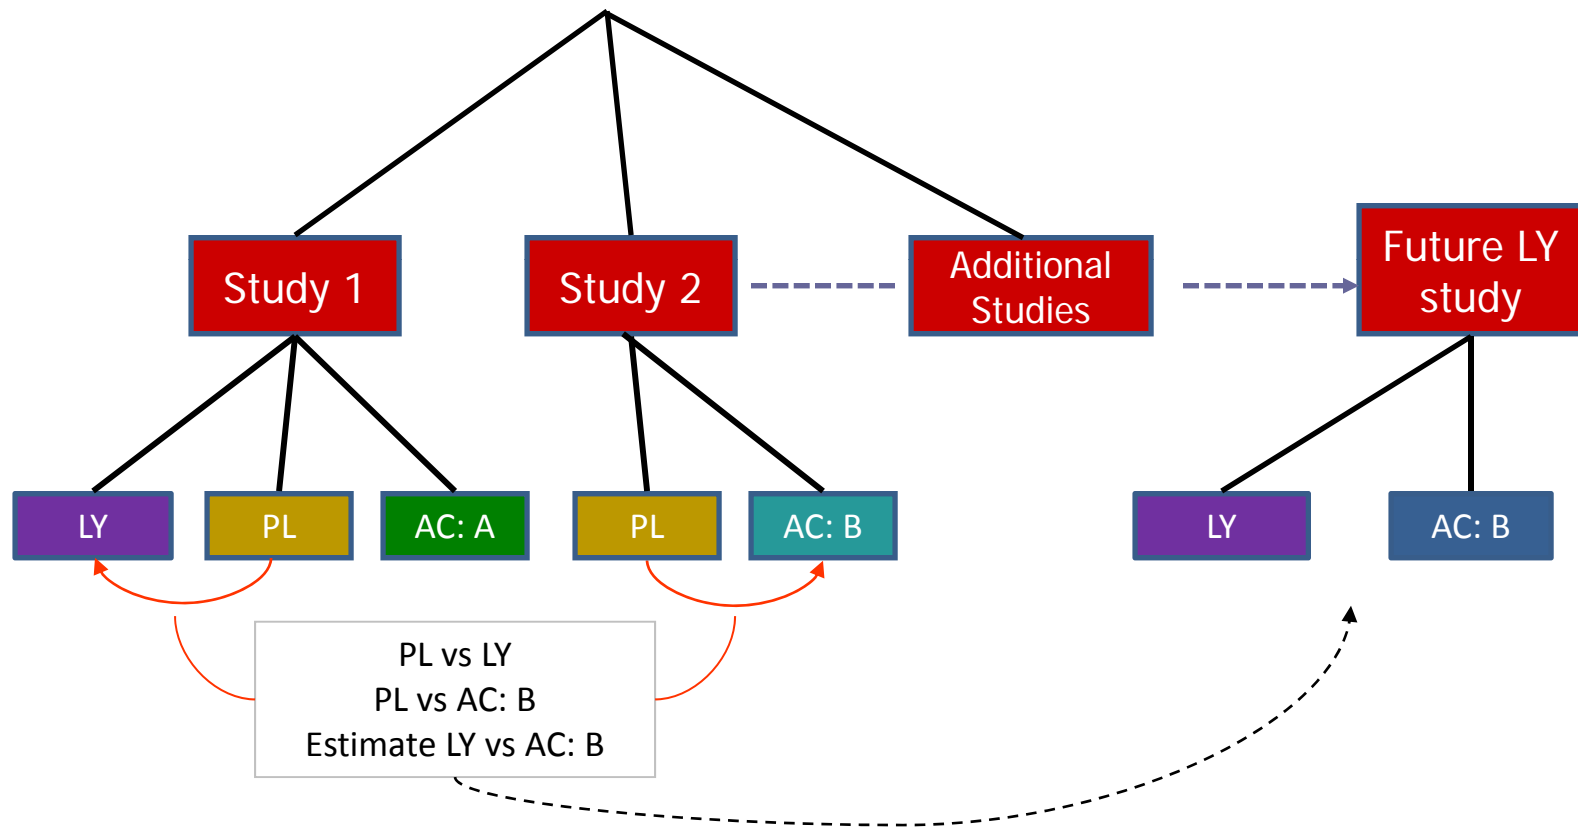 Study 1
Study 2
Additional
Studies
Future LY
study
LY
PL
AC: A
PL
AC: B
LY
AC: B
PL vs LY
PL vs AC: B
Estimate LY vs AC: B